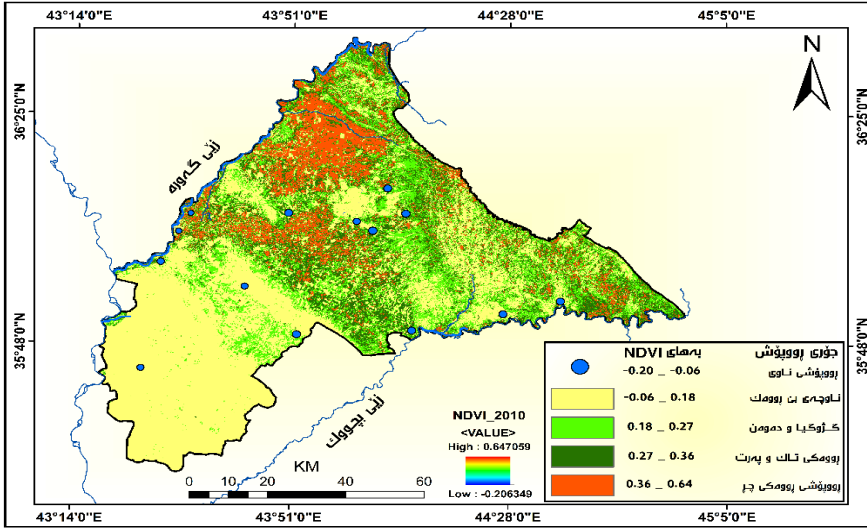 43°14'0"E 43°51'0"E 44°28'0"E 45°5'0"E
N
36°25'0"N 36°25'0"N
زێی گەورە
35°48'0"N 35°48'0"N
زێی بچووک
جۆری ڕووپۆش بەهای NDVI
ڕووپۆشی ئاوی -0.20 _ -0.06
ناوچەی بێ ڕووەک -0.06 _ 0.18
گژوگیا و دەوەن 0.18 _ 0.27
ڕووەکی تاک و پەرت 0.27 _ 0.36
ڕووپۆشی ڕووەکی چڕ 0.36 _ 0.64
NDVI_2010
<VALUE>
High : 0.647059
Low : -0.206349
KM
0 10 20 40 60
43°14'0"E 43°51'0"E 44°28'0"E 45°5'0"E